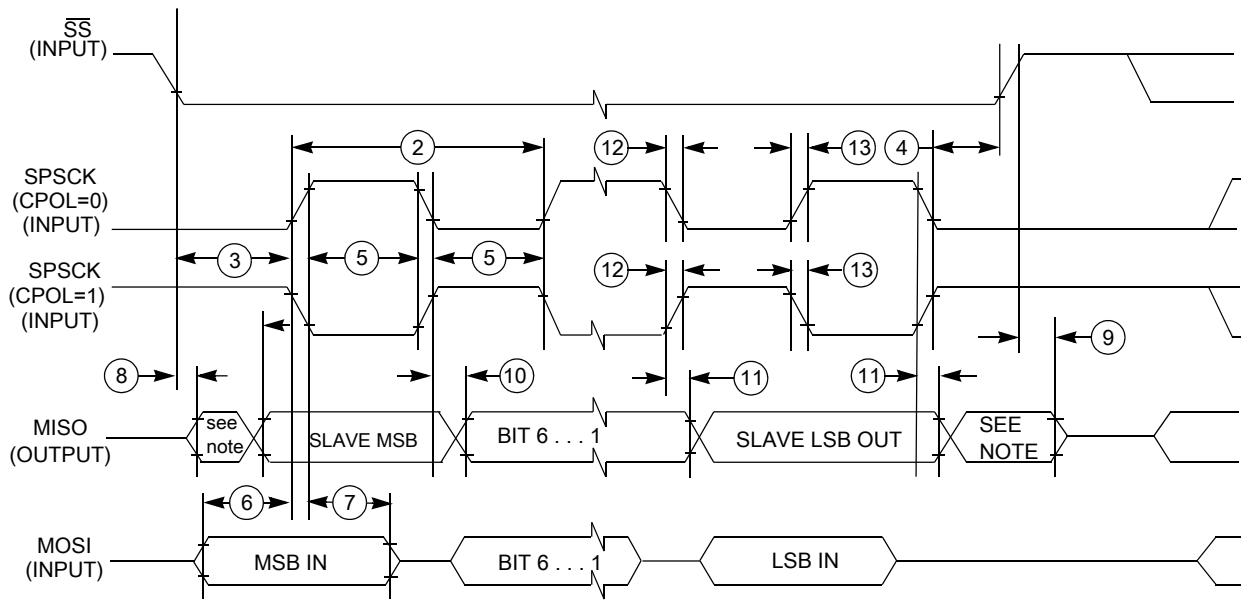 SS
(INPUT)
2
12
13
4
SPSCK
(CPOL=0)
(INPUT)
3
5
5
SPSCK
(CPOL=1)
(INPUT)
12
13
8
10
11
11
9
MISO
(OUTPUT)
see
note
SLAVE MSB
BIT 6 . . . 1
SLAVE LSB OUT
SEE
NOTE
6
7
MOSI
(INPUT)
MSB IN
BIT 6 . . . 1
LSB IN